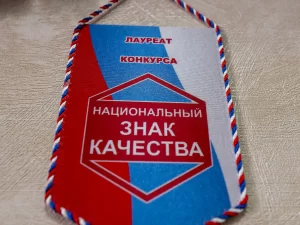 ЛАУРЕАТ
КОНКУРСА
НАЦИОНАЛЬНЫЙ
ЗНАК
КАЧЕСТВА